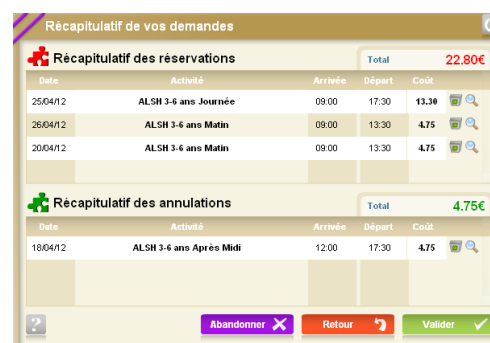 Récapitulatif de vos demandes
Récapitulatif des réservations Total 22.80€
Date Activité Arrivée Départ Coût
25/04/12 ALSH 3-6 ans Journée 09:00 17:30 13.30
26/04/12 ALSH 3-6 ans Matin 09:00 13:30 4.75
20/04/12 ALSH 3-6 ans Matin 09:00 13:30 4.75
Récapitulatif des annulations Total 4.75€
Date Activité Arrivée Départ Coût
18/04/12 ALSH 3-6 ans Après Midi 12:00 17:30 4.75
? Abandonner Retour Valider